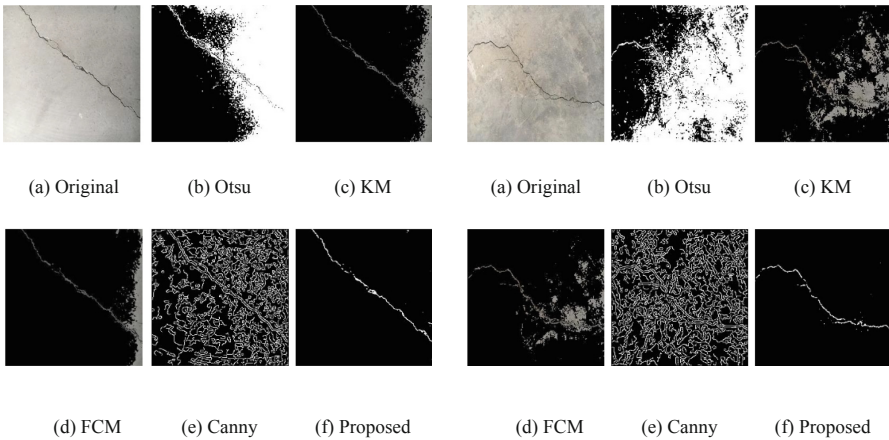 (a) Original (b) Otsu (c) KM (a) Original (b) Otsu (c) KM
(d) FCM (e) Canny (f) Proposed (d) FCM (e) Canny (f) Proposed